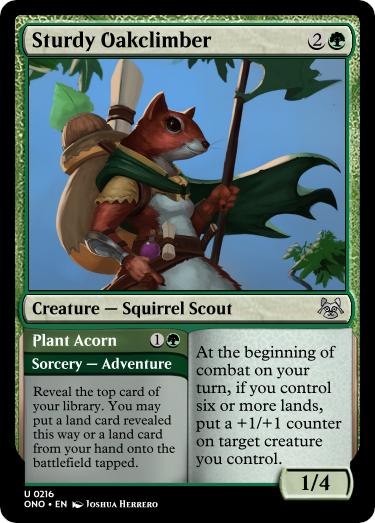 Sturdy Oakclimber 2
Creature — Squirrel Scout
Plant Acorn 1
Sorcery — Adventure
Reveal the top card of
your library. You may
put a land card revealed
this way or a land card
from your hand onto the
battlefield tapped.
At the beginning of
combat on your
turn, if you control
six or more lands,
put a +1/+1 counter
on target creature
you control.
1/4
U 0216
ONO • EN Joshua Herrero